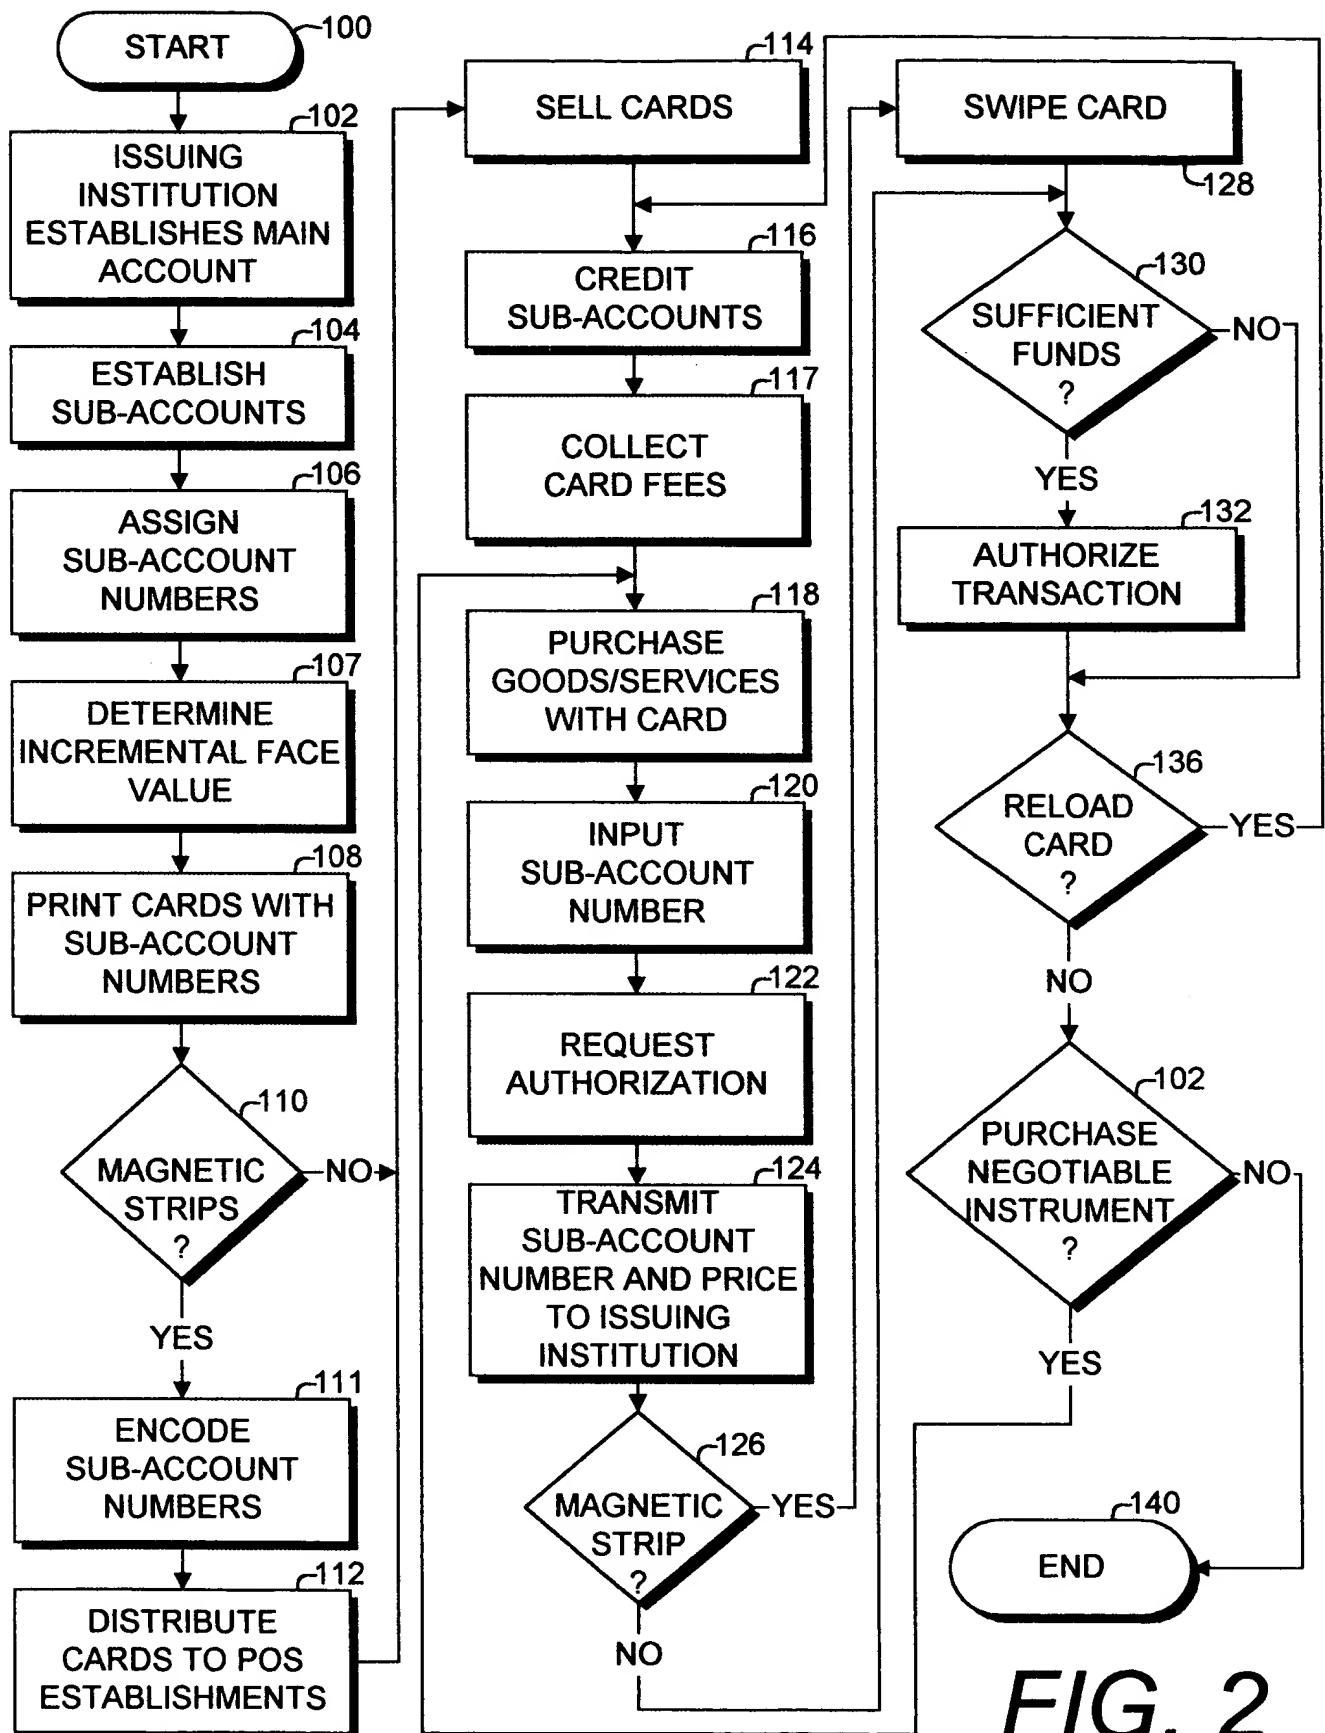 START
100
102
ISSUING
INSTITUTION
ESTABLISHES MAIN
ACCOUNT
104
ESTABLISH
SUB-ACCOUNTS
106
ASSIGN
SUB-ACCOUNT
NUMBERS
107
DETERMINE
INCREMENTAL FACE
VALUE
108
PRINT CARDS WITH
SUB-ACCOUNT
NUMBERS
110
MAGNETIC
STRIPS
?
NO
YES
111
ENCODE
SUB-ACCOUNT
NUMBERS
112
DISTRIBUTE
CARDS TO POS
ESTABLISHMENTS
114
SELL CARDS
116
CREDIT
SUB-ACCOUNTS
117
COLLECT
CARD FEES
118
PURCHASE
GOODS/SERVICES
WITH CARD
120
INPUT
SUB-ACCOUNT
NUMBER
122
REQUEST
AUTHORIZATION
124
TRANSMIT
SUB-ACCOUNT
NUMBER AND PRICE
TO ISSUING
INSTITUTION
126
MAGNETIC
STRIP
?
YES
NO
SWIPE CARD
128
130
SUFFICIENT
FUNDS
?
NO
YES
132
AUTHORIZE
TRANSACTION
136
RELOAD
CARD
?
YES
NO
102
PURCHASE
NEGOTIABLE
INSTRUMENT
?
NO
YES
140
END
FIG. 2